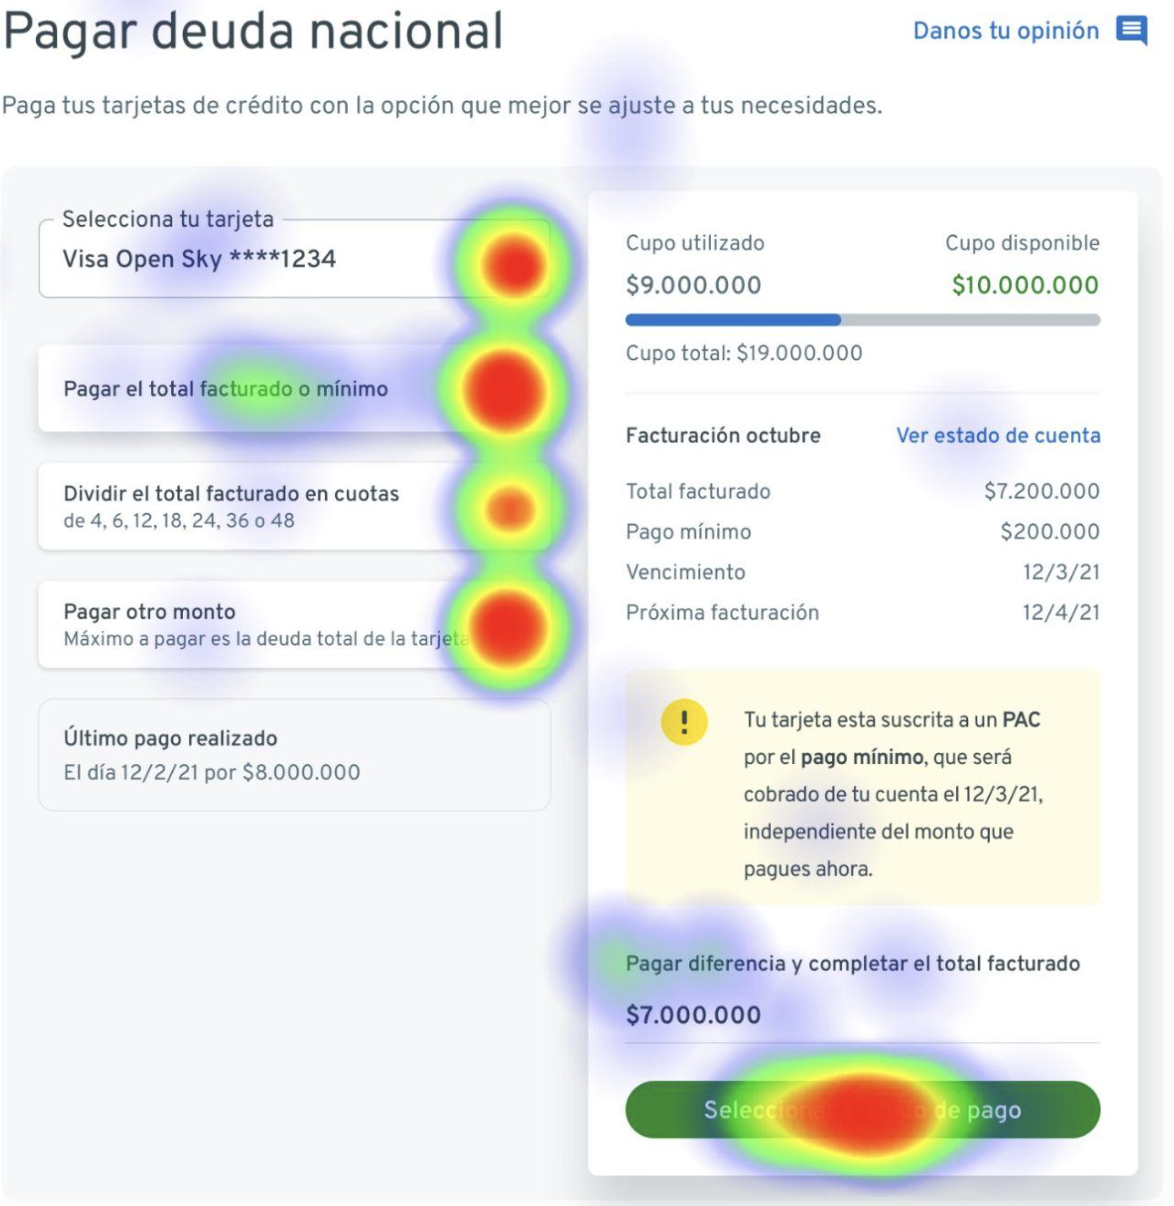 Pagar deuda nacional
Danos tu opinión
Paga tus tarjetas de crédito con la opción que mejor se ajuste a tus necesidades.
Selecciona tu tarjeta
Visa Open Sky ****1234
Pagar el total facturado o mínimo
Dividir el total facturado en cuotas
de 4, 6, 12, 18, 24, 36 o 48
Pagar otro monto
Máximo a pagar es la deuda total de la tarjeta
Último pago realizado
El día 12/2/21 por $8.000.000
Cupo utilizado Cupo disponible
$9.000.000 $10.000.000
Cupo total: $19.000.000
Facturación octubre Ver estado de cuenta
Total facturado $7.200.000
Pago mínimo $200.000
Vencimiento 12/3/21
Próxima facturación 12/4/21
!
Tu tarjeta esta suscrita a un PAC
por el pago mínimo, que será
cobrado de tu cuenta el 12/3/21,
independiente del monto que
pagues ahora.
Pagar diferencia y completar el total facturado
$7.000.000
de pago